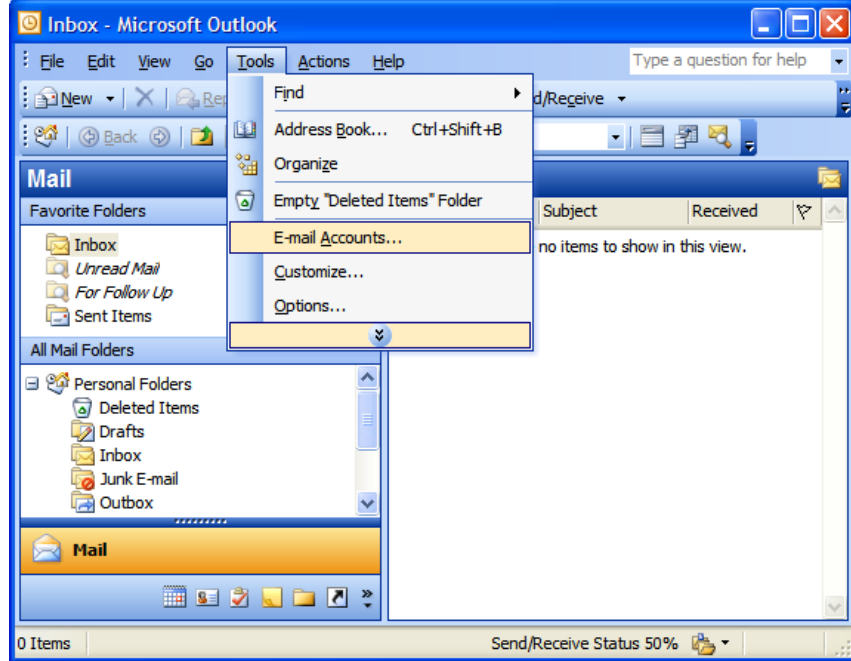 Inbox - Microsoft Outlook
File Edit View Go Tools Actions Help Type a question for help
New d/Receive
Back
Find
Address Book... Ctrl+Shift+B
Organize
Empty "Deleted Items" Folder
E-mail Accounts...
Customize...
Options...
Mail
Favorite Folders Subject Received
Inbox no items to show in this view.
Unread Mail
For Follow Up
Sent Items
All Mail Folders
Personal Folders
Deleted Items
Drafts
Inbox
Junk E-mail
Outbox
Mail
0 Items Send/Receive Status 50%